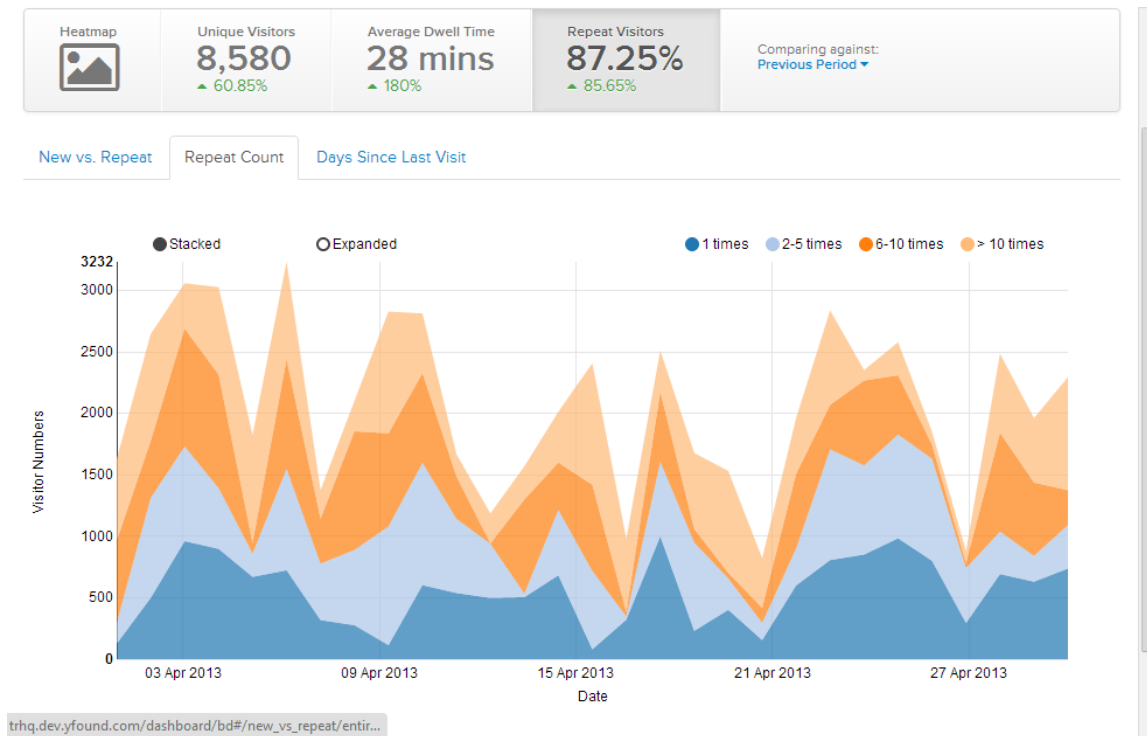 Heatmap
Unique Visitors
8,580
60.85%
Average Dwell Time
28 mins
180%
Repeat Visitors
87.25%
85.65%
Comparing against:
Previous Period
New vs. Repeat
Repeat Count
Days Since Last Visit
Stacked
Expanded
1 times
2-5 times
6-10 times
> 10 times
3232
3000
2500
2000
1500
1000
500
0
Visitor Numbers
03 Apr 2013
09 Apr 2013
15 Apr 2013
21 Apr 2013
27 Apr 2013
Date
trhq.dev.yfound.com/dashboard/bd#/new_vs_repeat/entir...